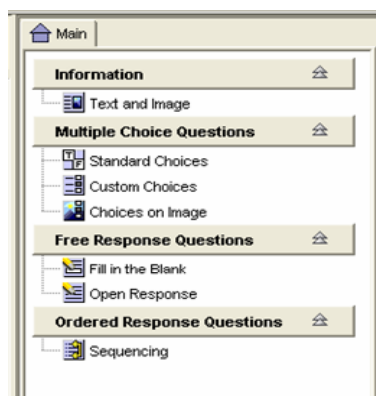 Main
Information
Text and Image
Multiple Choice Questions
Standard Choices
Custom Choices
Choices on Image
Free Response Questions
Fill in the Blank
Open Response
Ordered Response Questions
Sequencing